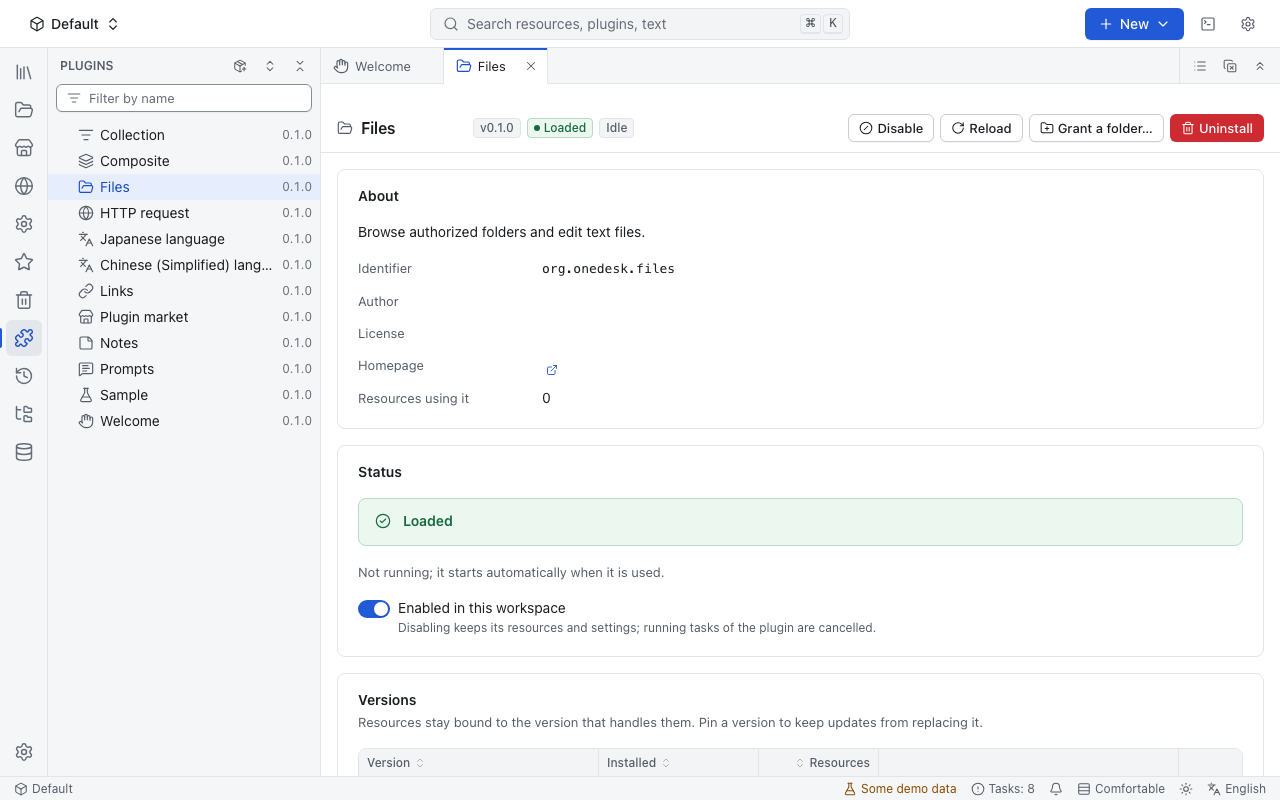 Default
Search resources, plugins, text
⌘ K
New
PLUGINS
Filter by name
Collection 0.1.0
Composite 0.1.0
Files 0.1.0
HTTP request 0.1.0
Japanese language 0.1.0
Chinese (Simplified) lang... 0.1.0
Links 0.1.0
Plugin market 0.1.0
Notes 0.1.0
Prompts 0.1.0
Sample 0.1.0
Welcome 0.1.0
Welcome
Files
Files v0.1.0 Loaded Idle
Disable
Reload
Grant a folder...
Uninstall
About
Browse authorized folders and edit text files.
Identifier org.onedesk.files
Author
License
Homepage
Resources using it 0
Status
Loaded
Not running; it starts automatically when it is used.
Enabled in this workspace
Disabling keeps its resources and settings; running tasks of the plugin are cancelled.
Versions
Resources stay bound to the version that handles them. Pin a version to keep updates from replacing it.
Version Installed Resources
Default
Some demo data
Tasks: 8
Comfortable
English